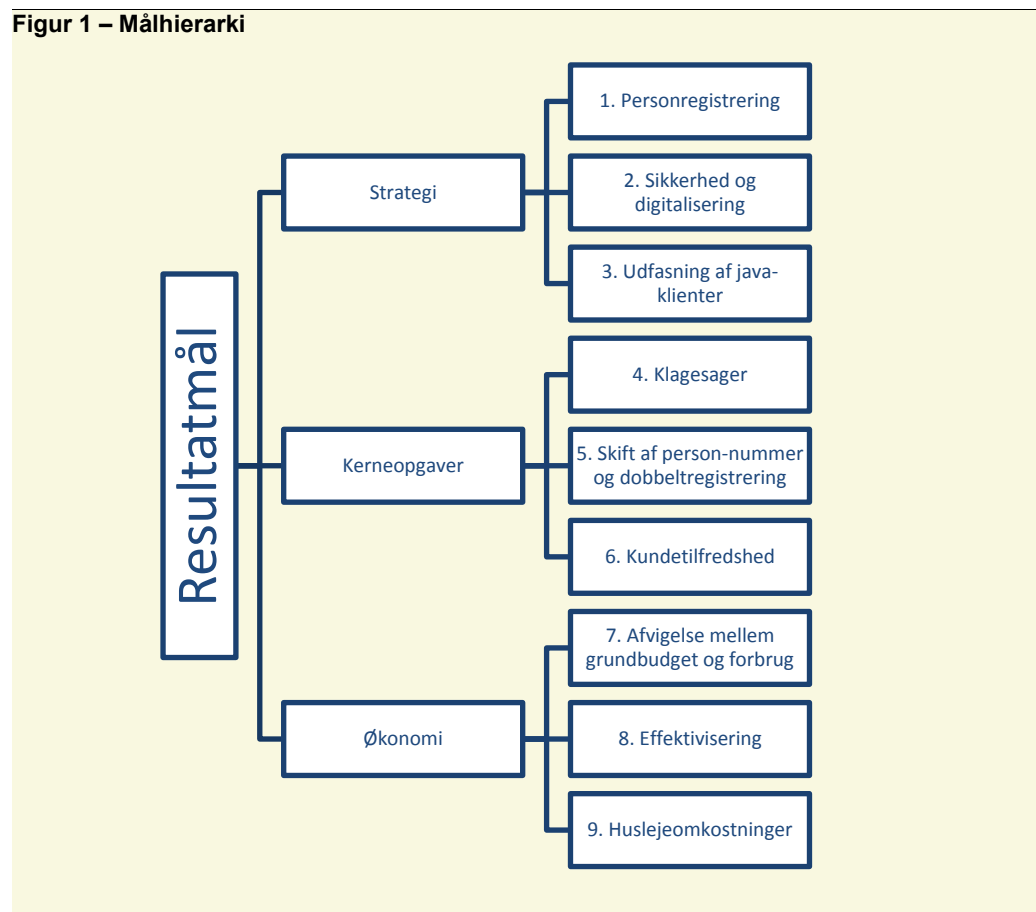 Figur 1 – Målhierarki
Resultatmål
Strategi
1. Personregistrering
2. Sikkerhed og
digitalisering
3. Udfasning af java-
klienter
Kerneopgaver
4. Klagesager
5. Skift af person-nummer
og dobbeltregistrering
6. Kundetilfredshed
Økonomi
7. Afvigelse mellem
grundbudget og forbrug
8. Effektivisering
9. Huslejeomkostninger